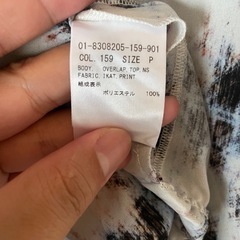 01-8308205-159-901
COL. 159 SIZE P
BODY OVERLAP.TOP.NS
FABRIC IKAT.PRINT
組成表示
ポリエステル 100%